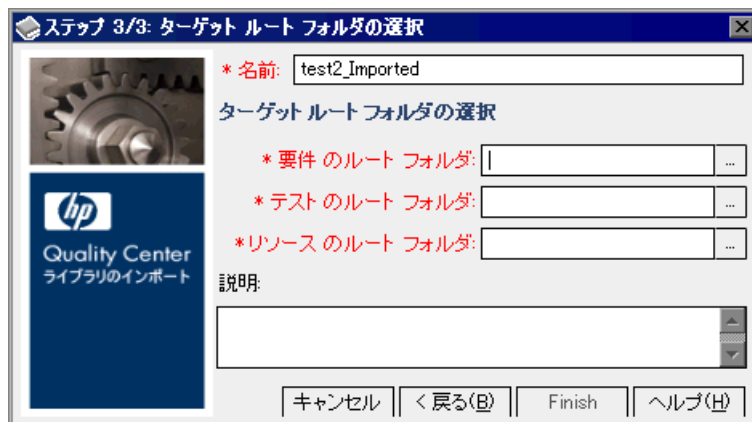 ステップ 3/3: ターゲット ルート フォルダの選択
* 名前: test2_Imported
ターゲット ルート フォルダの選択
* 要件 のルート フォルダ: ...
* テスト のルート フォルダ: ...
*リソース のルート フォルダ: ...
説明:
hp
Quality Center
ライブラリのインポート
キャンセル < 戻る(B) Finish ヘルプ(H)